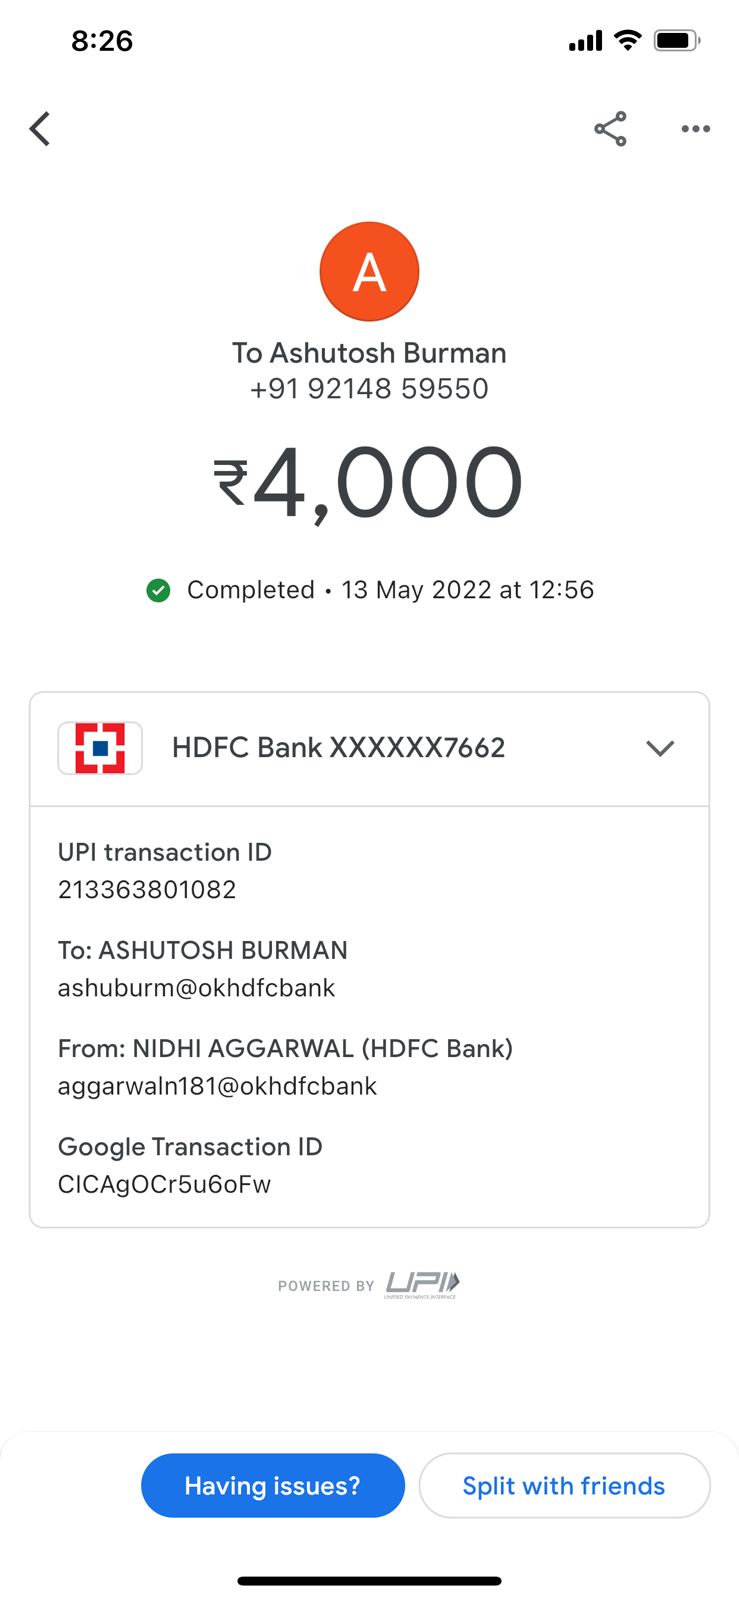 8:26
A
To Ashutosh Burman
+91 92148 59550
₹4,000
Completed • 13 May 2022 at 12:56
HDFC Bank XXXXXX7662
UPI transaction ID
213363801082
To: ASHUTOSH BURMAN
ashuburm@okhdfcbank
From: NIDHI AGGARWAL (HDFC Bank)
aggarwaln181@okhdfcbank
Google Transaction ID
CICAgOCr5u6oFw
POWERED BY UPI
UNIFIED PAYMENTS INTERFACE
Having issues? Split with friends